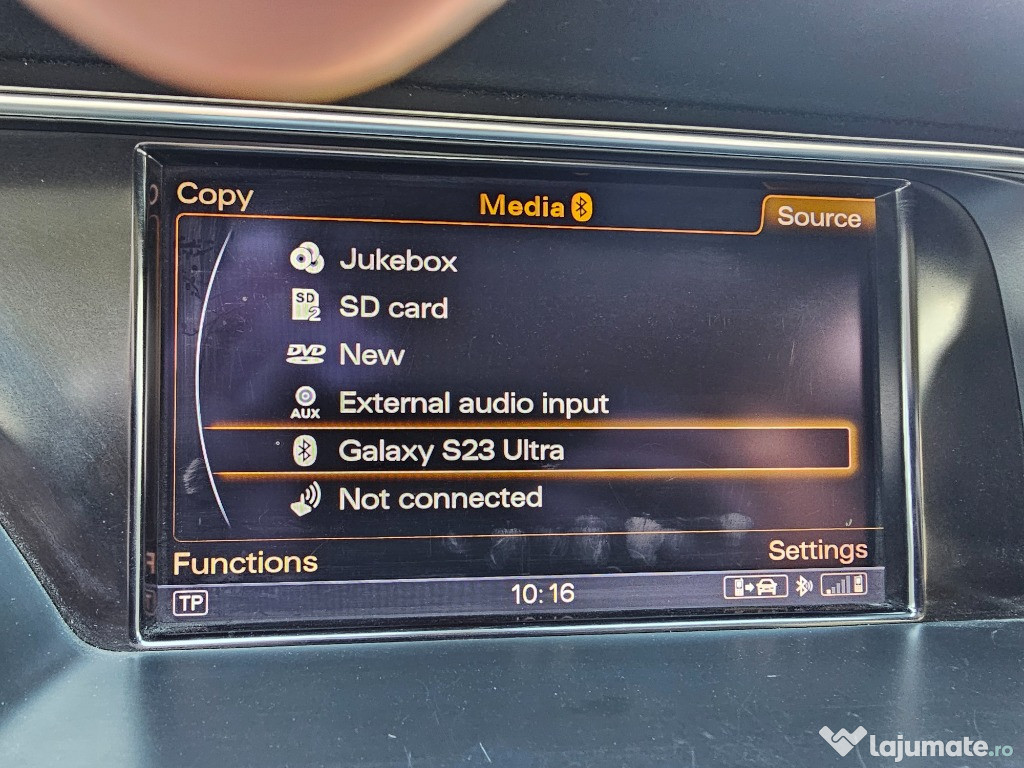 Copy
Media
Source
Jukebox
SD
2
SD card
DVD
New
AUX
External audio input
Galaxy S23 Ultra
Not connected
Functions
Settings
TP
10:16
lajumate.ro